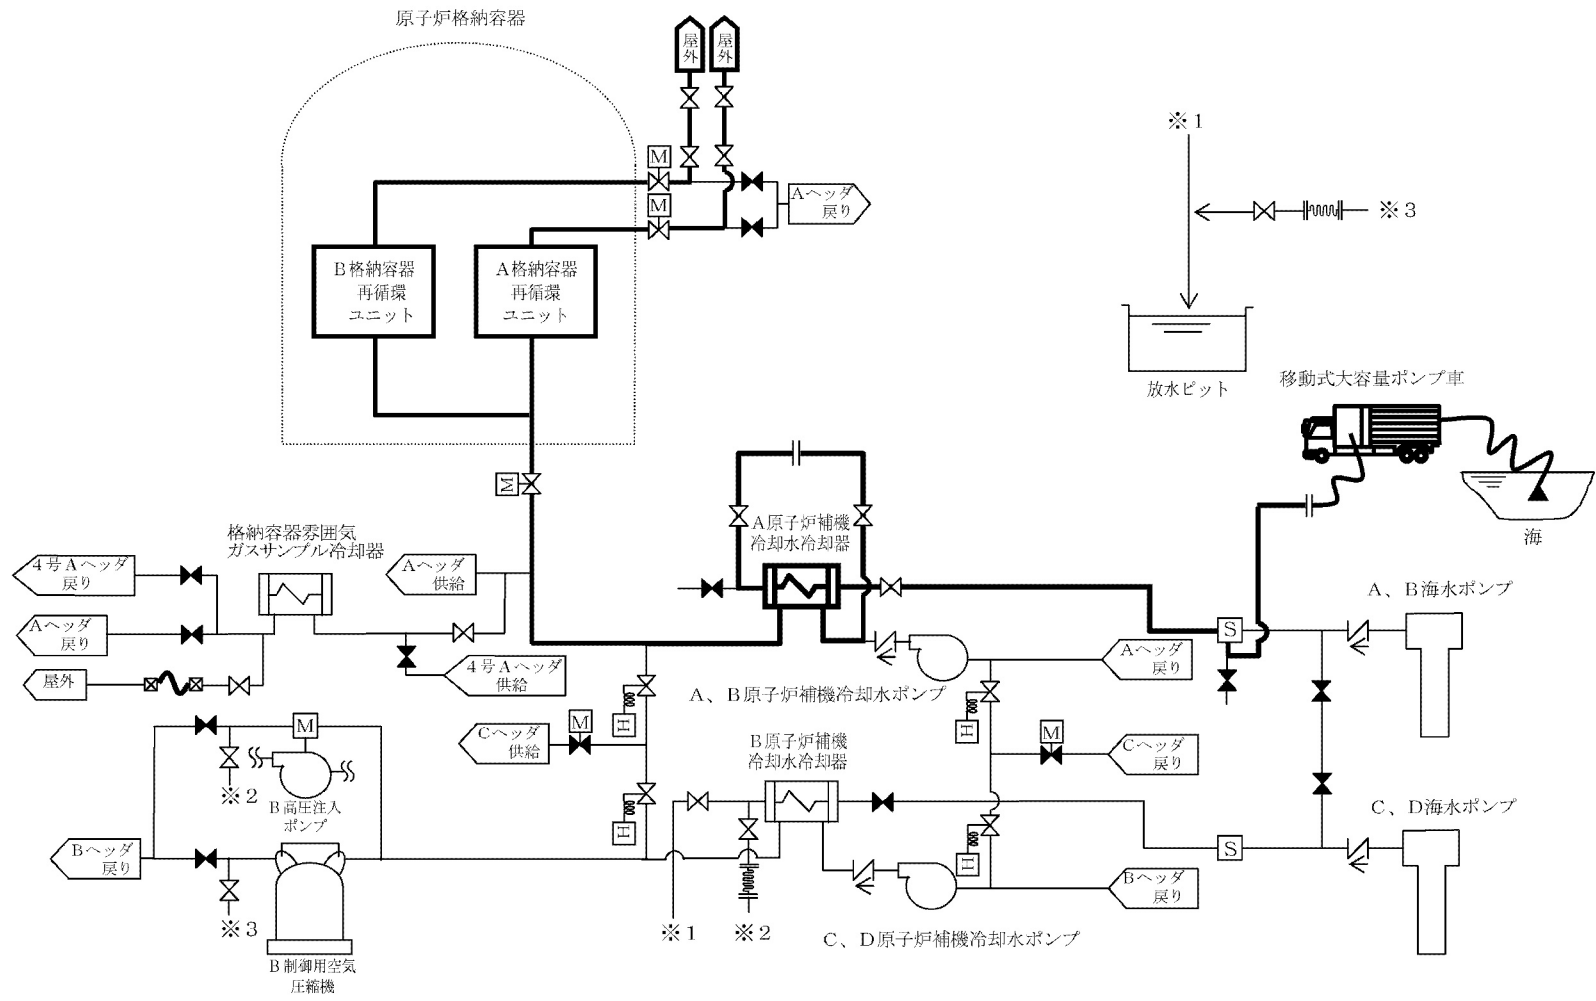 原子炉格納容器
屋外
屋外
※1
M
M
Aヘッダ
戻り
※3
B格納容器
再循環
ユニット
A格納容器
再循環
ユニット
放水ピット
移動式大容量ポンプ車
海
M
A原子炉補機
冷却水冷却器
格納容器雰囲気
ガスサンプル冷却器
4号Aヘッダ
戻り
Aヘッダ
供給
A、B海水ポンプ
Aヘッダ
戻り
S
Aヘッダ
戻り
4号Aヘッダ
供給
屋外
A、B原子炉補機冷却水ポンプ
H
H
M
M
M
Cヘッダ
供給
B原子炉補機
冷却水冷却器
Cヘッダ
戻り
※2
B高圧注入
ポンプ
C、D海水ポンプ
H
H
S
Bヘッダ
戻り
Bヘッダ
戻り
※3
※1
※2
C、D原子炉補機冷却水ポンプ
B制御用空気
圧縮機